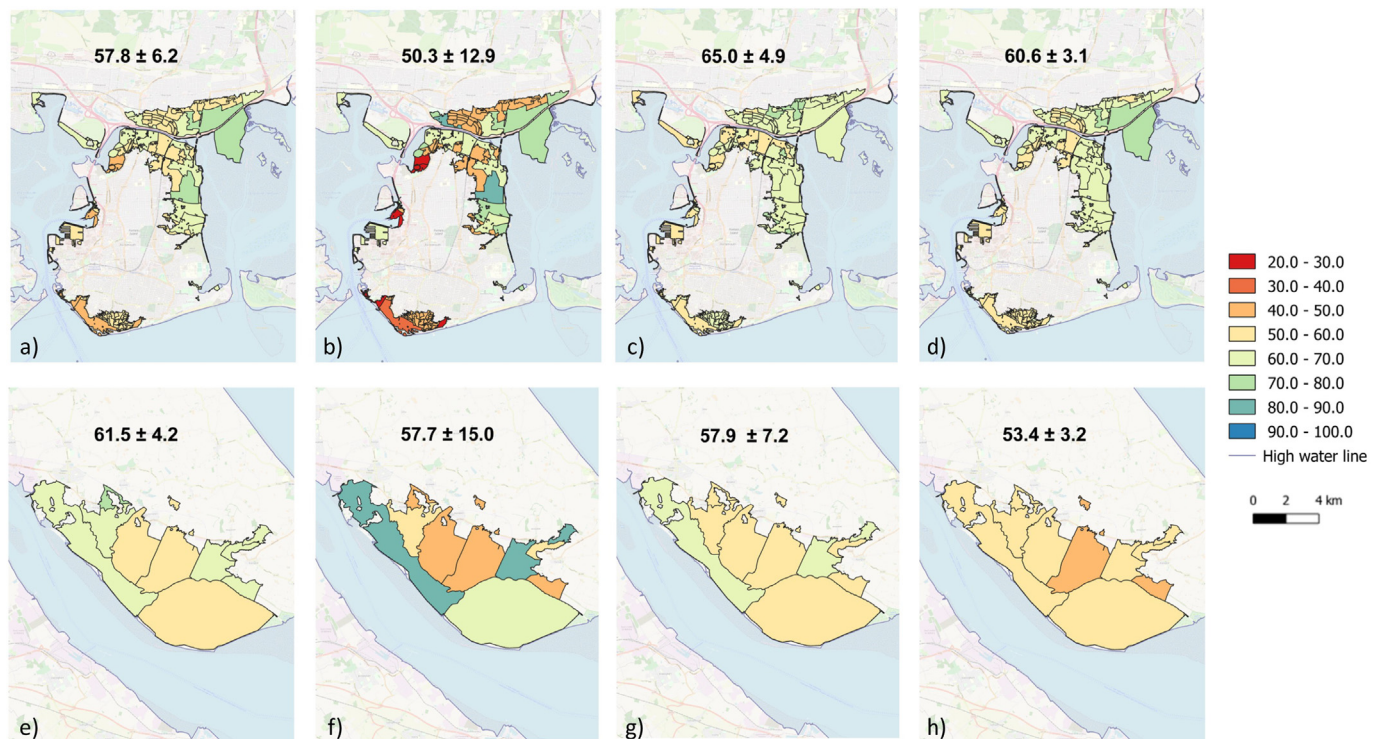 57.8 ± 6.2
50.3 ± 12.9
65.0 ± 4.9
60.6 ± 3.1
a)
b)
c)
d)
20.0 - 30.0
30.0 - 40.0
40.0 - 50.0
50.0 - 60.0
60.0 - 70.0
70.0 - 80.0
80.0 - 90.0
90.0 - 100.0
High water line
0 2 4 km
61.5 ± 4.2
57.7 ± 15.0
57.9 ± 7.2
53.4 ± 3.2
e)
f)
g)
h)